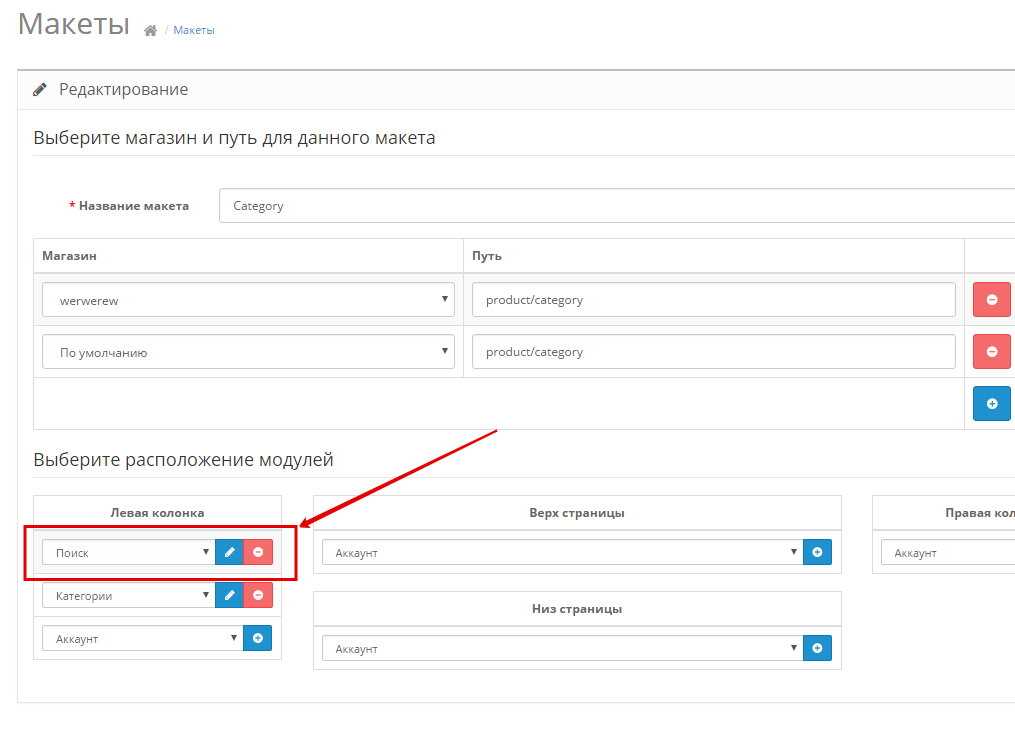 Макеты / Макеты
Редактирование
Выберите магазин и путь для данного макета
* Название макета Category
Магазин Путь
werwerew product/category
По умолчанию product/category
Выберите расположение модулей
Левая колонка Верх страницы Правая кол
Поиск Аккаунт Аккаунт
Категории
Низ страницы
Аккаунт Аккаунт